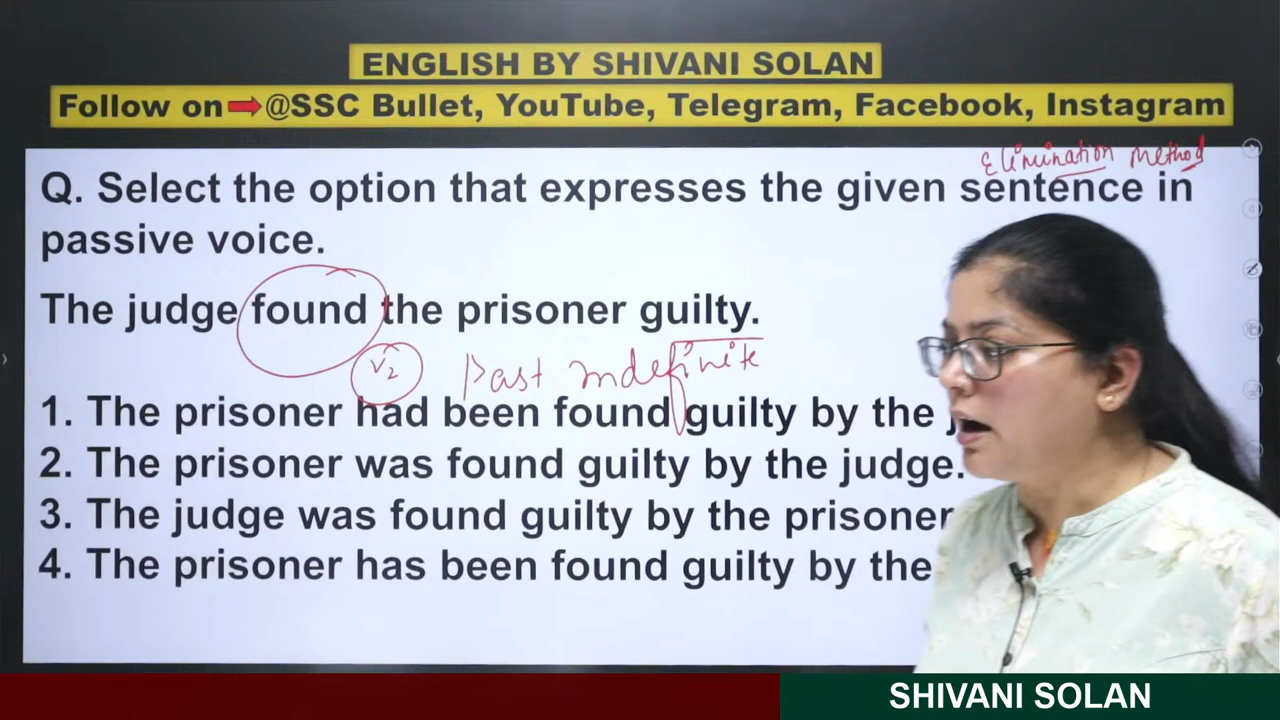 ENGLISH BY SHIVANI SOLAN
Follow on @SSC Bullet, YouTube, Telegram, Facebook, Instagram
Elimination Method
Q. Select the option that expresses the given sentence in
passive voice.
The judge found the prisoner guilty.
V2 Past Indefinite
1. The prisoner had been found guilty by the
2. The prisoner was found guilty by the judge.
3. The judge was found guilty by the prisoner
4. The prisoner has been found guilty by the
SHIVANI SOLAN